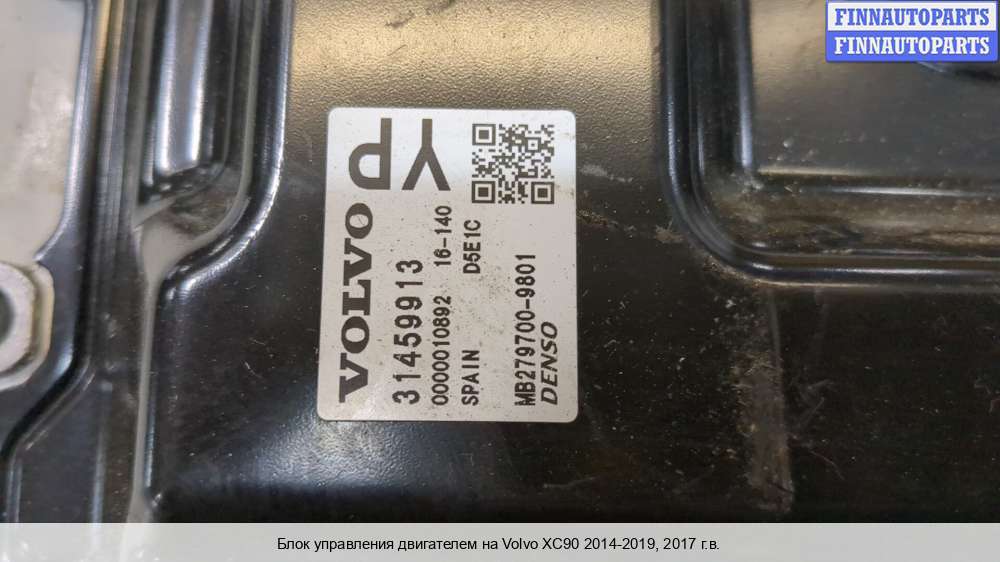 FINNAUTOPARTS
FINNAUTOPARTS
YP
VOLVO
31459913
0000010892 16-140
SPAIN D5E1C
MB279700-9801
DENSO
Блок управления двигателем на Volvo XC90 2014-2019, 2017 г.в.